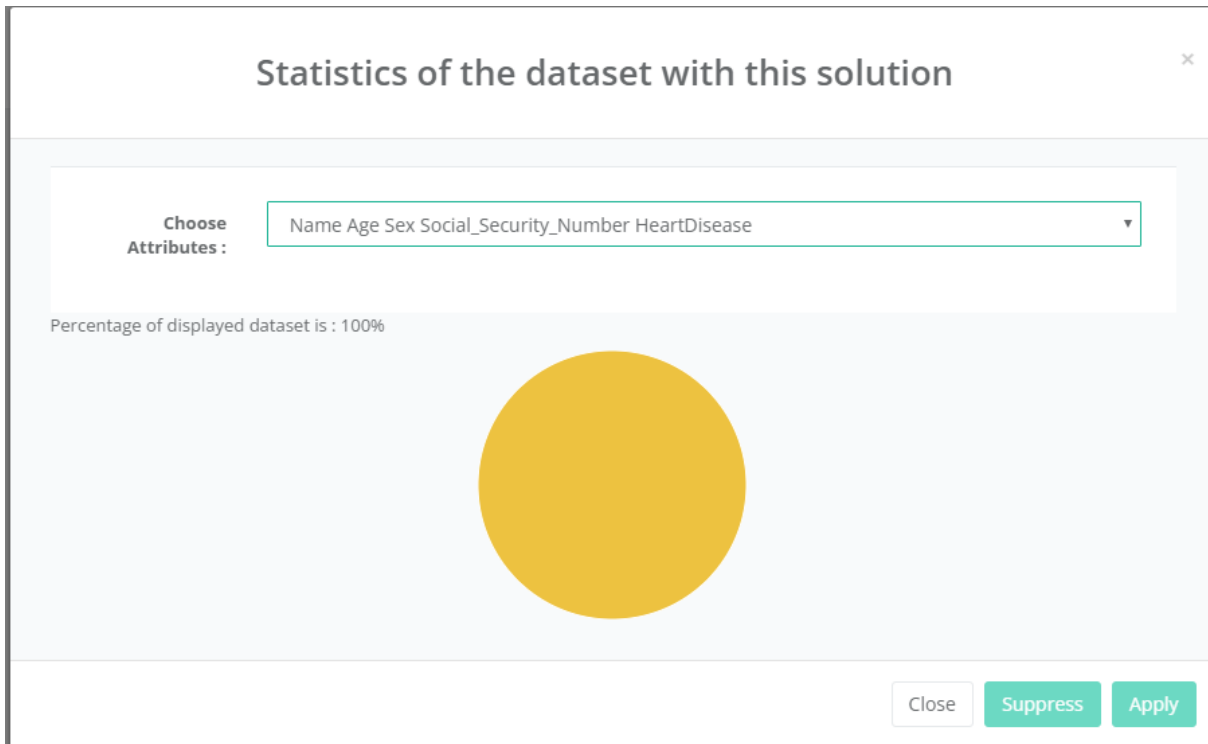 Statistics of the dataset with this solution
×
Choose
Attributes :
Name Age Sex Social_Security_Number HeartDisease
Percentage of displayed dataset is : 100%
Close
Suppress
Apply